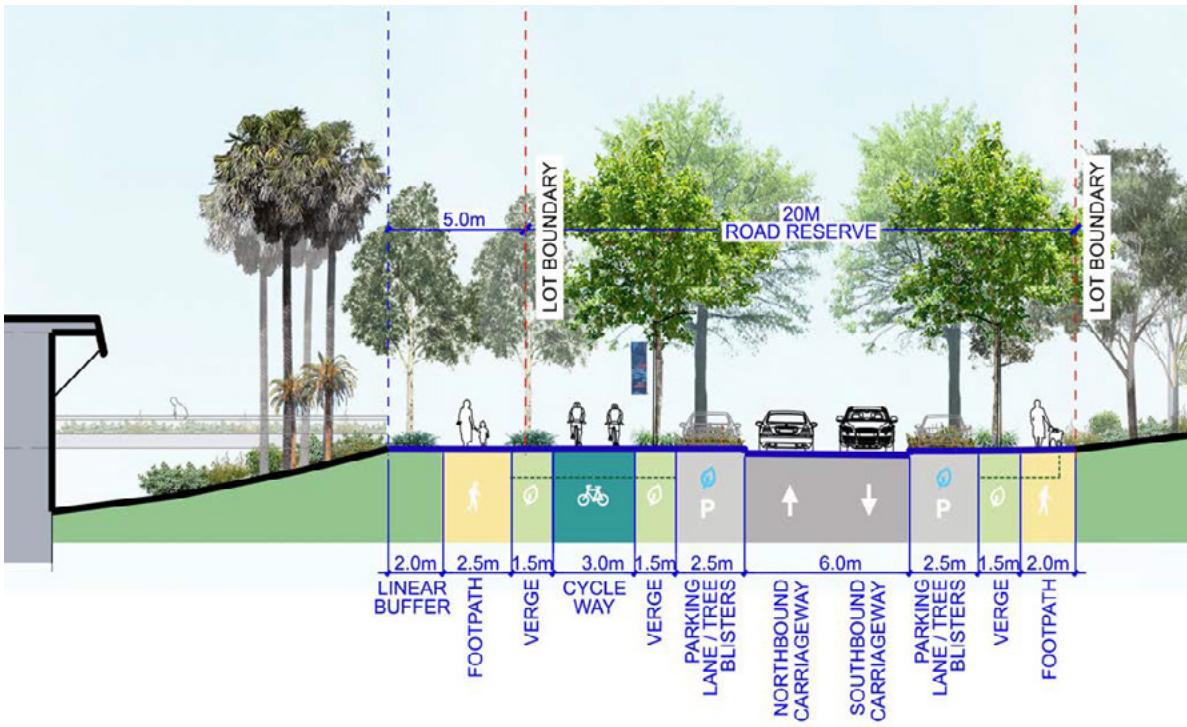 5.0m
LOT BOUNDARY
20M
ROAD RESERVE
LOT BOUNDARY
P
P
2.0m
2.5m
1.5m
3.0m
1.5m
2.5m
6.0m
2.5m
1.5m
2.0m
LINEAR
BUFFER
FOOTPATH
VERGE
CYCLE
WAY
VERGE
PARKING
LANE / TREE
BLISTERS
NORTHBOUND
CARRIAGEWAY
SOUTHBOUND
CARRIAGEWAY
PARKING
LANE / TREE
BLISTERS
VERGE
FOOTPATH